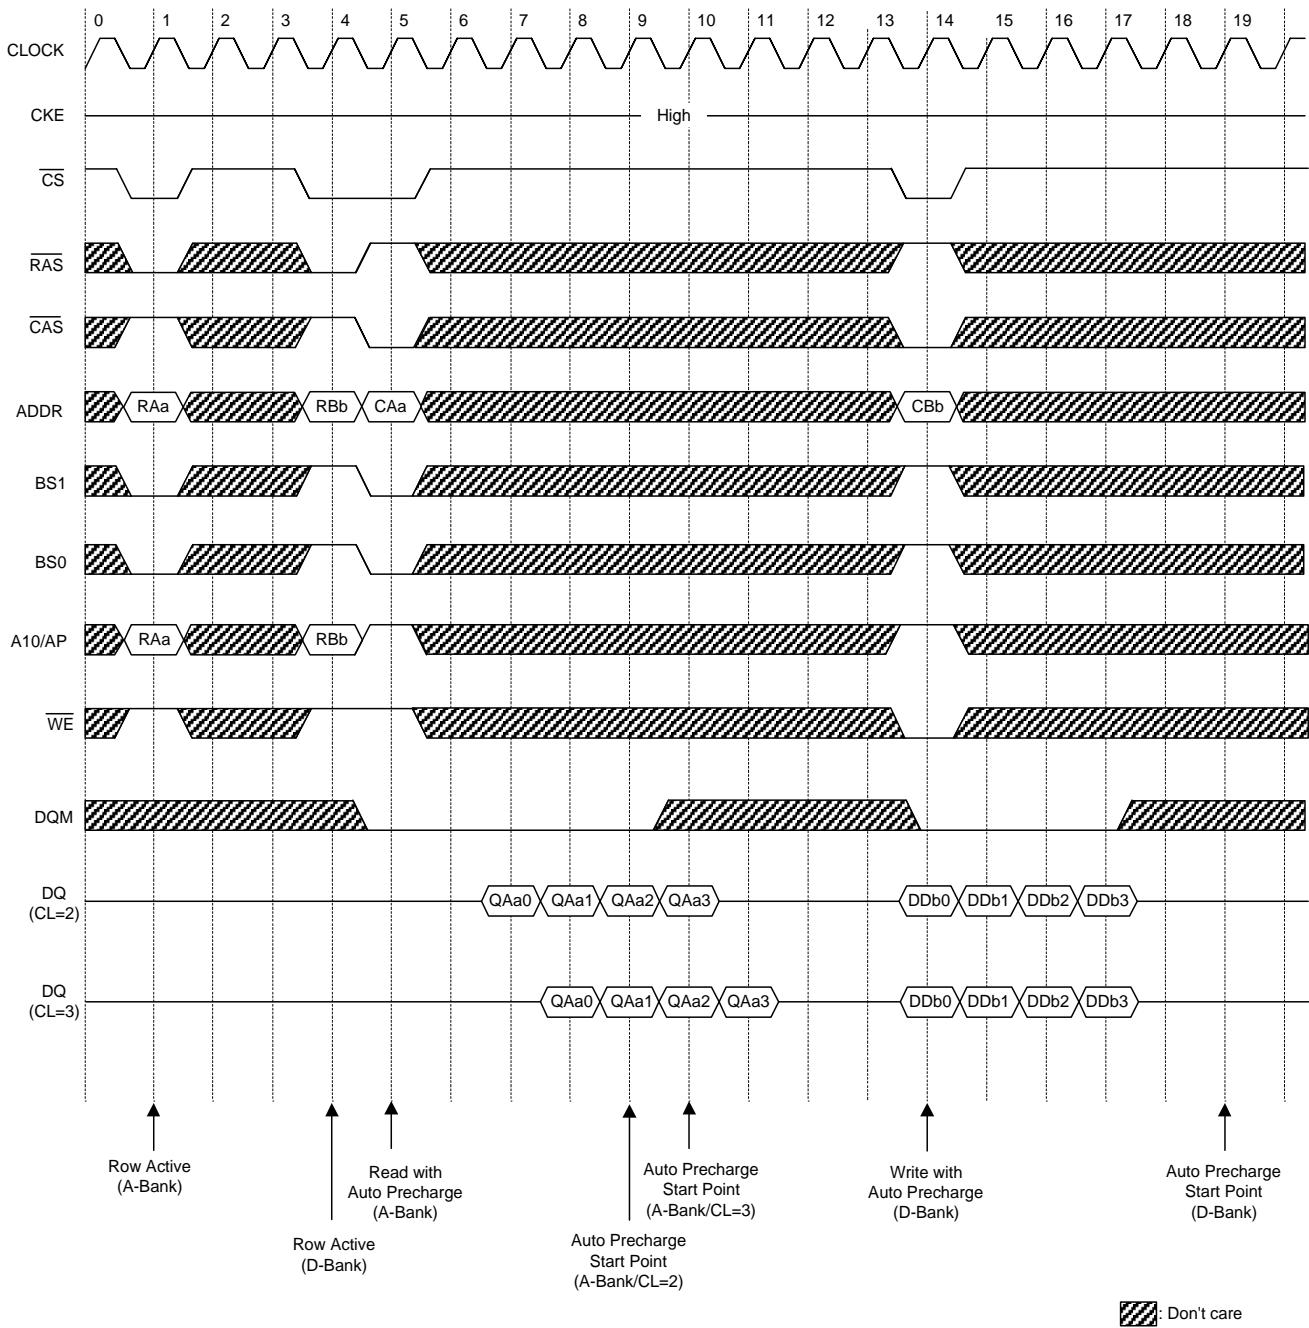 0 1 2 3 4 5 6 7 8 9 10 11 12 13 14 15 16 17 18 19
CLOCK
CKE High
CS
RAS
CAS
ADDR RAa RBb CAa CBb
BS1
BS0
A10/AP RAa RBb
WE
DQM
DQ
(CL=2)
QAa0 QAa1 QAa2 QAa3 DDb0 DDb1 DDb2 DDb3
DQ
(CL=3)
QAa0 QAa1 QAa2 QAa3 DDb0 DDb1 DDb2 DDb3
Row Active
(A-Bank)
Row Active
(D-Bank)
Read with
Auto Precharge
(A-Bank)
Auto Precharge
Start Point
(A-Bank/CL=2)
Auto Precharge
Start Point
(A-Bank/CL=3)
Write with
Auto Precharge
(D-Bank)
Auto Precharge
Start Point
(D-Bank)
: Don't care